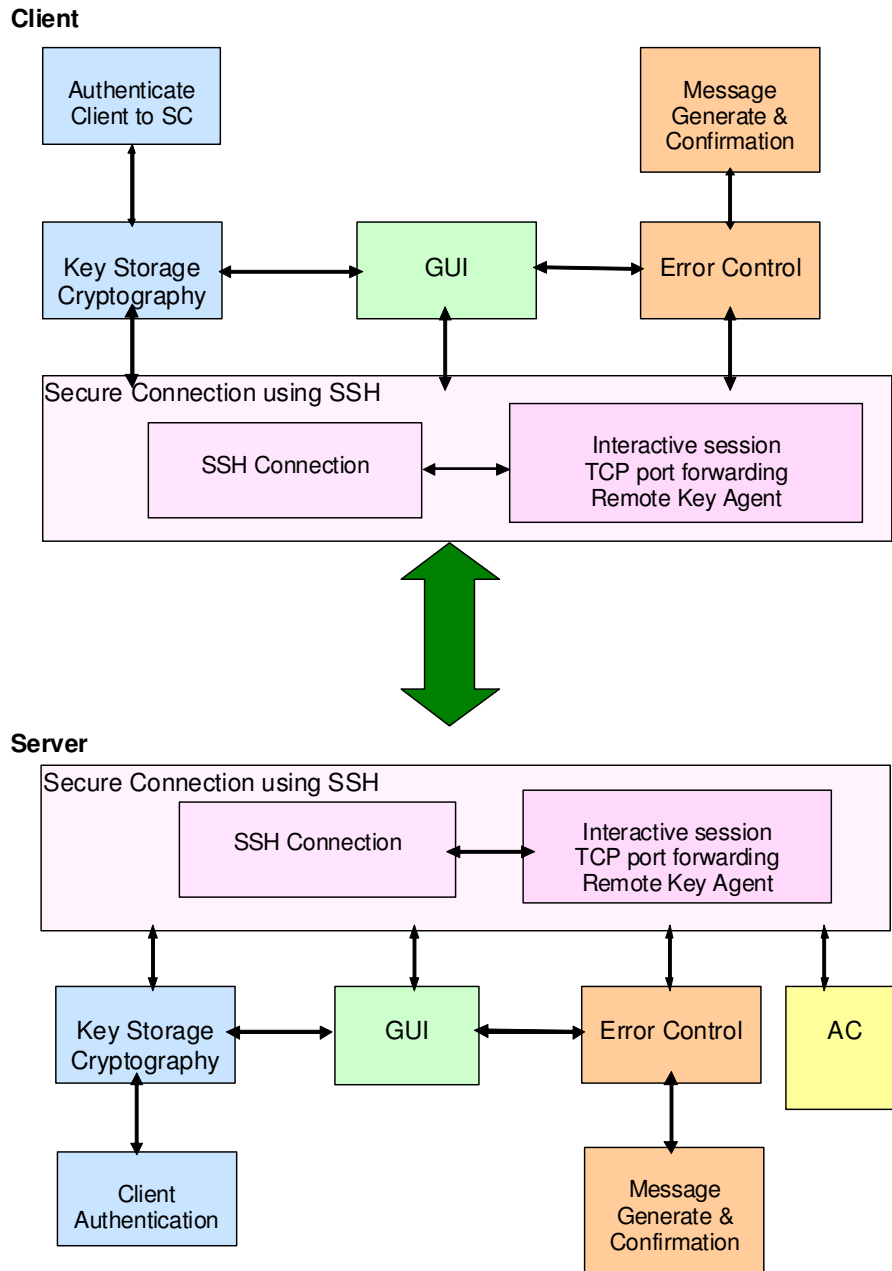 Client
Authenticate
Client to SC
Message
Generate &
Confirmation
Key Storage
Cryptography
GUI
Error Control
Secure Connection using SSH
SSH Connection
Interactive session
TCP port forwarding
Remote Key Agent
Server
Secure Connection using SSH
SSH Connection
Interactive session
TCP port forwarding
Remote Key Agent
Key Storage
Cryptography
GUI
Error Control
AC
Client
Authentication
Message
Generate &
Confirmation